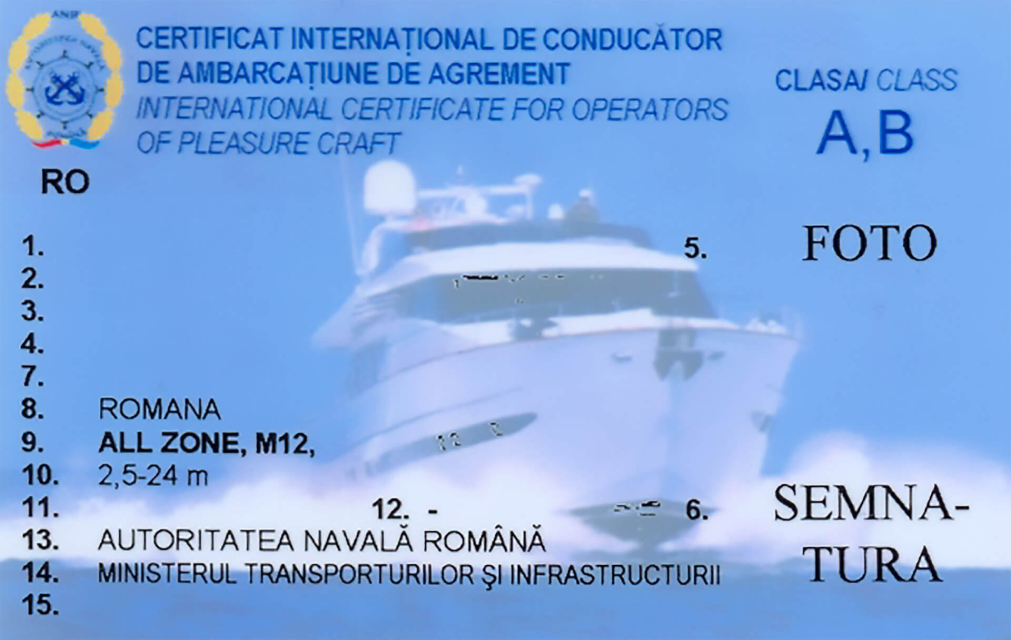 CERTIFICAT INTERNAȚIONAL DE CONDUCĂTOR
DE AMBARCAȚIUNE DE AGREMENT
INTERNATIONAL CERTIFICATE FOR OPERATORS
OF PLEASURE CRAFT
CLASA/ CLASS
A,B
RO
1.
5.
FOTO
2.
3.
4.
7.
8. ROMANA
9. ALL ZONE, M12,
10. 2,5-24 m
11. 12. -
6.
SEMNA-
TURA
13. AUTORITATEA NAVALĂ ROMÂNĂ
14. MINISTERUL TRANSPORTURILOR ŞI INFRASTRUCTURII
15.